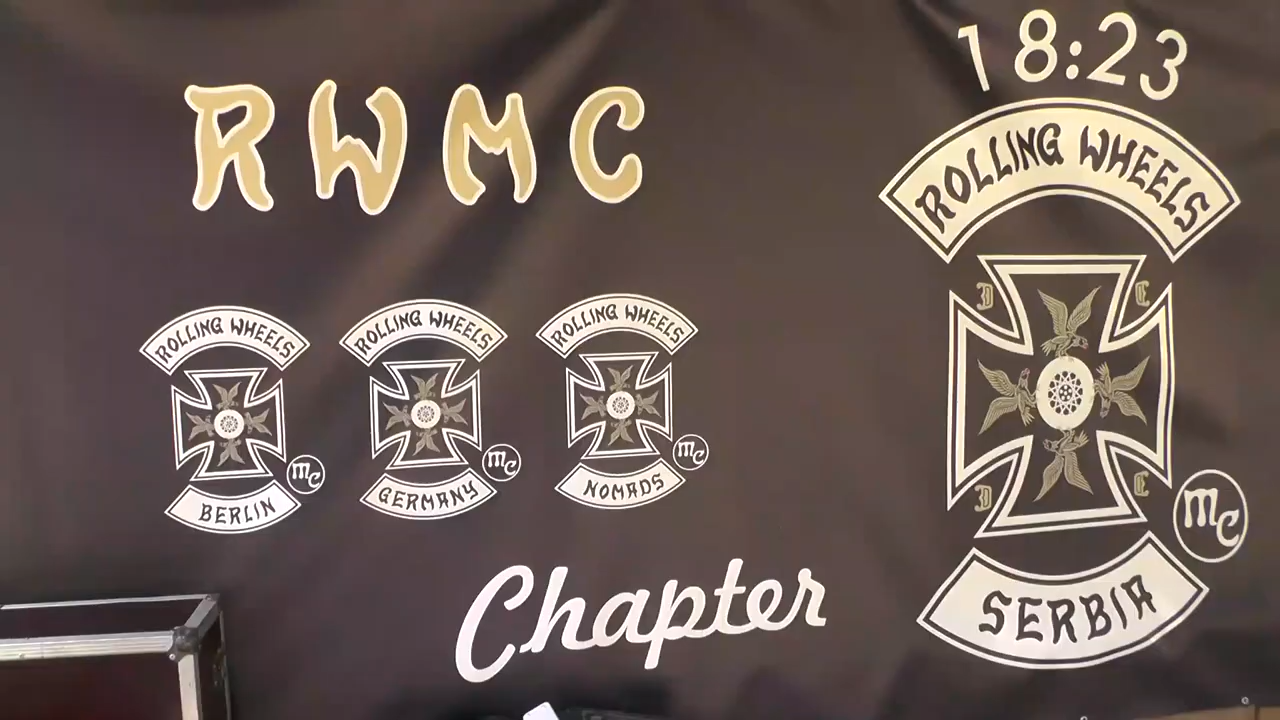 RWMC
ROLLING WHEELS
MC
BERLIN
ROLLING WHEELS
MC
GERMANY
ROLLING WHEELS
MC
NOMADS
Chapter
18:23
ROLLING WHEELS
MC
SERBIA